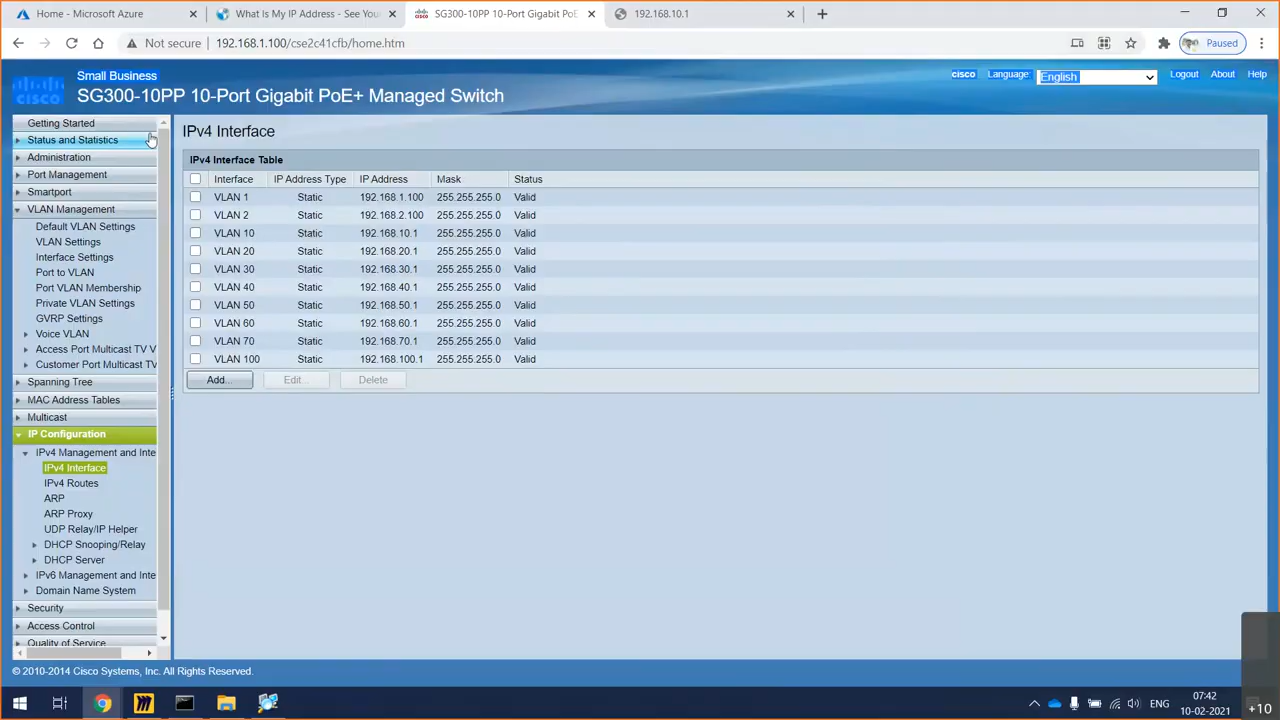 Home - Microsoft Azure
What Is My IP Address - See You
SG300-10PP 10-Port Gigabit PoE
192.168.10.1
Not secure
192.168.1.100/cse2c41cfb/home.htm
Paused
Small Business
cisco
SG300-10PP 10-Port Gigabit PoE+ Managed Switch
cisco
Language:
English
Logout
About
Help
Getting Started
Status and Statistics
Administration
Port Management
Smartport
VLAN Management
Default VLAN Settings
VLAN Settings
Interface Settings
Port to VLAN
Port VLAN Membership
Private VLAN Settings
GVRP Settings
Voice VLAN
Access Port Multicast TV V
Customer Port Multicast TV
Spanning Tree
MAC Address Tables
Multicast
IP Configuration
IPv4 Management and Inte
IPv4 Interface
IPv4 Routes
ARP
ARP Proxy
UDP Relay/IP Helper
DHCP Snooping/Relay
DHCP Server
IPv6 Management and Inte
Domain Name System
Security
Access Control
Quality of Service
IPv4 Interface
IPv4 Interface Table
Interface IP Address Type IP Address Mask Status
VLAN 1 Static 192.168.1.100 255.255.255.0 Valid
VLAN 2 Static 192.168.2.100 255.255.255.0 Valid
VLAN 10 Static 192.168.10.1 255.255.255.0 Valid
VLAN 20 Static 192.168.20.1 255.255.255.0 Valid
VLAN 30 Static 192.168.30.1 255.255.255.0 Valid
VLAN 40 Static 192.168.40.1 255.255.255.0 Valid
VLAN 50 Static 192.168.50.1 255.255.255.0 Valid
VLAN 60 Static 192.168.60.1 255.255.255.0 Valid
VLAN 70 Static 192.168.70.1 255.255.255.0 Valid
VLAN 100 Static 192.168.100.1 255.255.255.0 Valid
Add... Edit... Delete
© 2010-2014 Cisco Systems, Inc. All Rights Reserved.
ENG
07:42
10-02-2021
+10